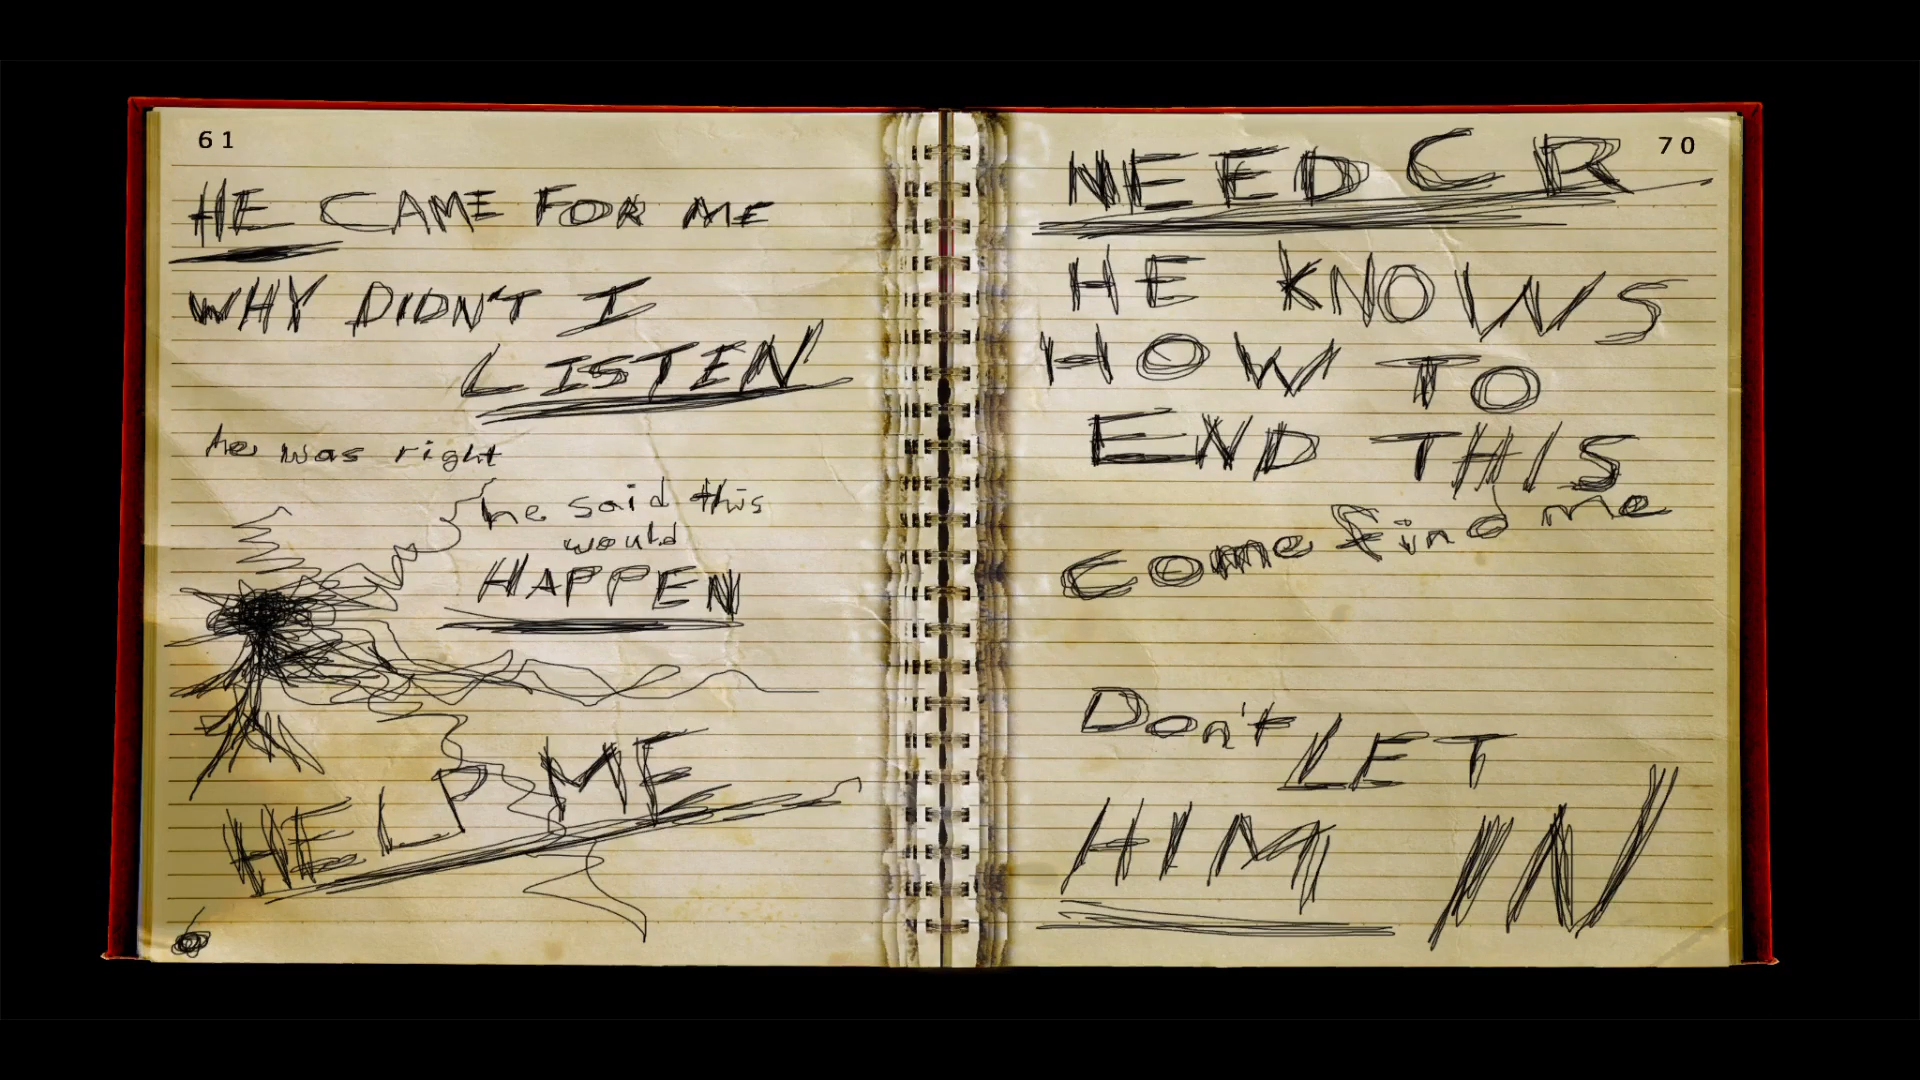 61
HE CAME FOR ME
WHY DIDN'T I
LISTEN
he was right
he said this
would
HAPPEN
HELP ME
70
NEED CR
HE KNOWS
HOW TO
END THIS
come find me
Don't LET
HIM IN